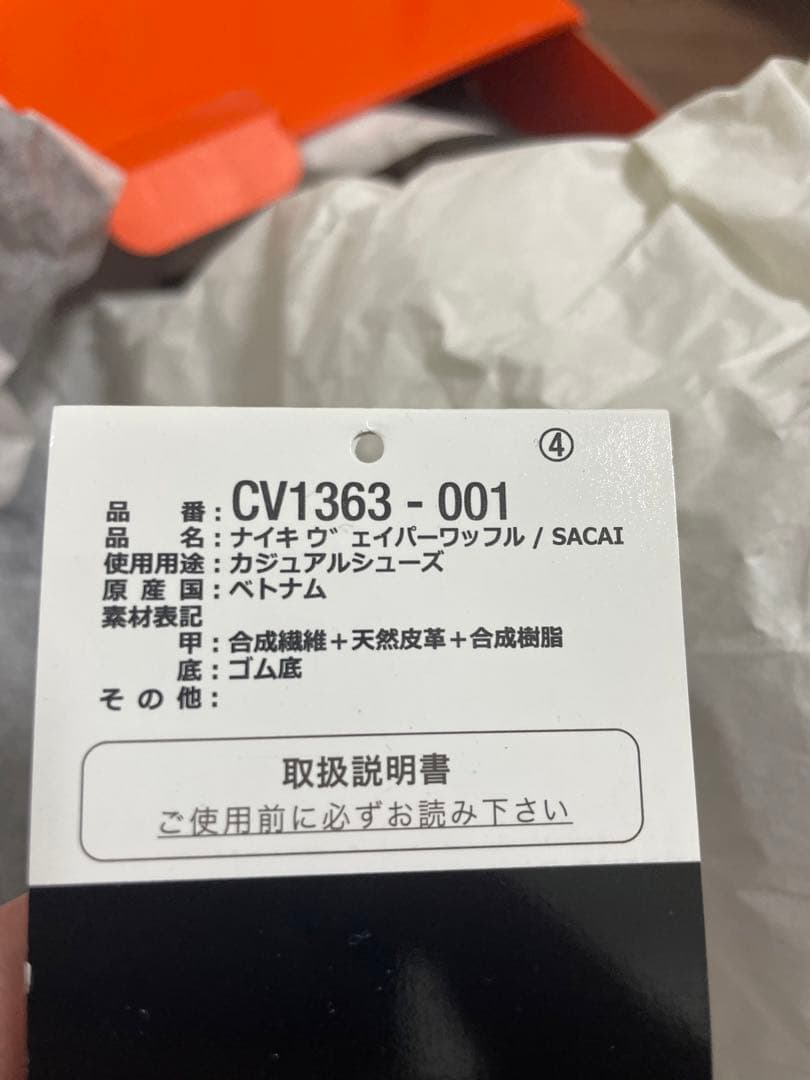 ④
品番:CV1363-001
品名:ナイキ ヴェイパーワッフル / SACAI
使用用途:カジュアルシューズ
原産国:ベトナム
素材表記
甲:合成繊維+天然皮革+合成樹脂
底:ゴム底
その他:
取扱説明書
ご使用前に必ずお読み下さい